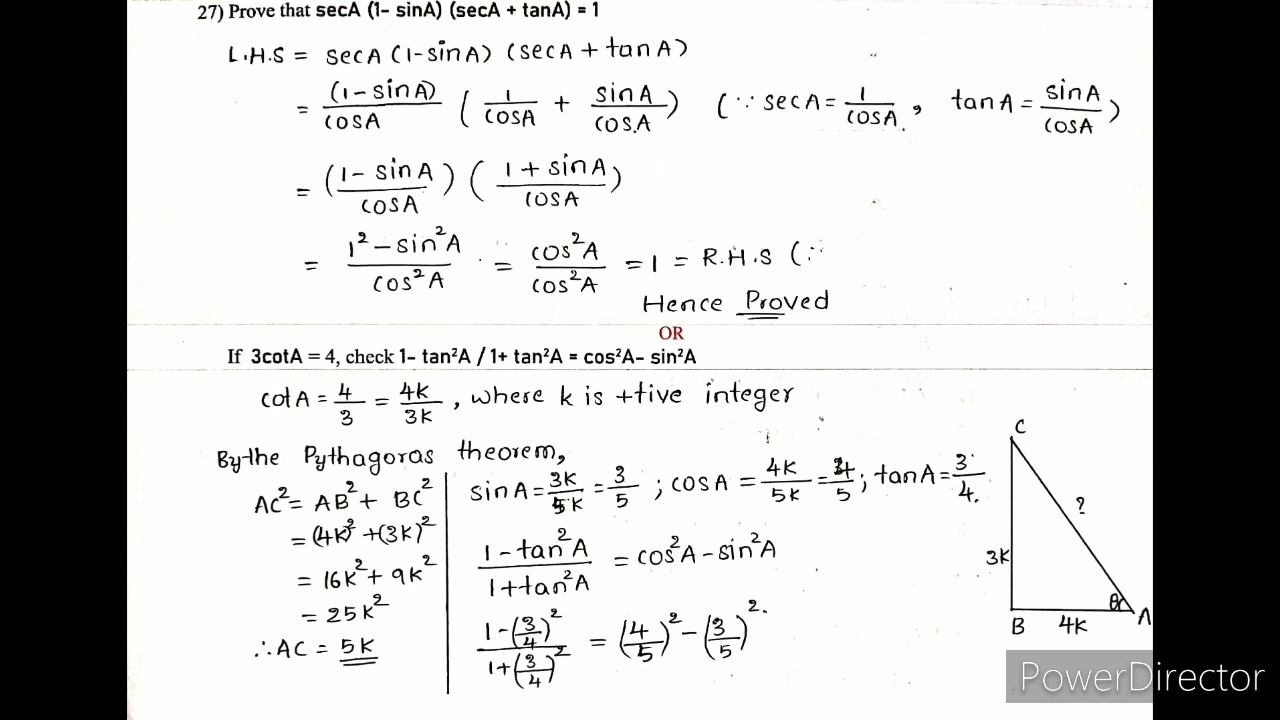 27) Prove that secA (1- sinA) (secA + tanA) = 1
L.H.S = secA (1-sinA) (secA + tanA)
= (1-sinA)/cosA (1/cosA + sinA/cosA) (∵ secA = 1/cosA, tanA = sinA/cosA)
= (1- sinA/cosA) (1+ sinA/cosA)
= 1² - sin²A/cos²A = cos²A/cos²A = 1 = R.H.S (∵
Hence Proved
OR
If 3cotA = 4, check 1- tan²A / 1+ tan²A = cos²A- sin²A
cotA = 4/3 = 4K/3K, where k is +tive integer
By the Pythagoras theorem,
AC² = AB² + BC²
= (4K)² + (3K)²
= 16K² + 9K²
= 25K²
∴ AC = 5K
sinA = 3K/5K = 3/5 ; cosA = 4K/5K = 4/5 ; tanA = 3/4.
1-tan²A/1+tan²A = cos²A - sin²A
1-(3/4)²/1+(3/4)² = (4/5)² - (3/5)².
C
?
3K
θ
B
4K
A
PowerDirector